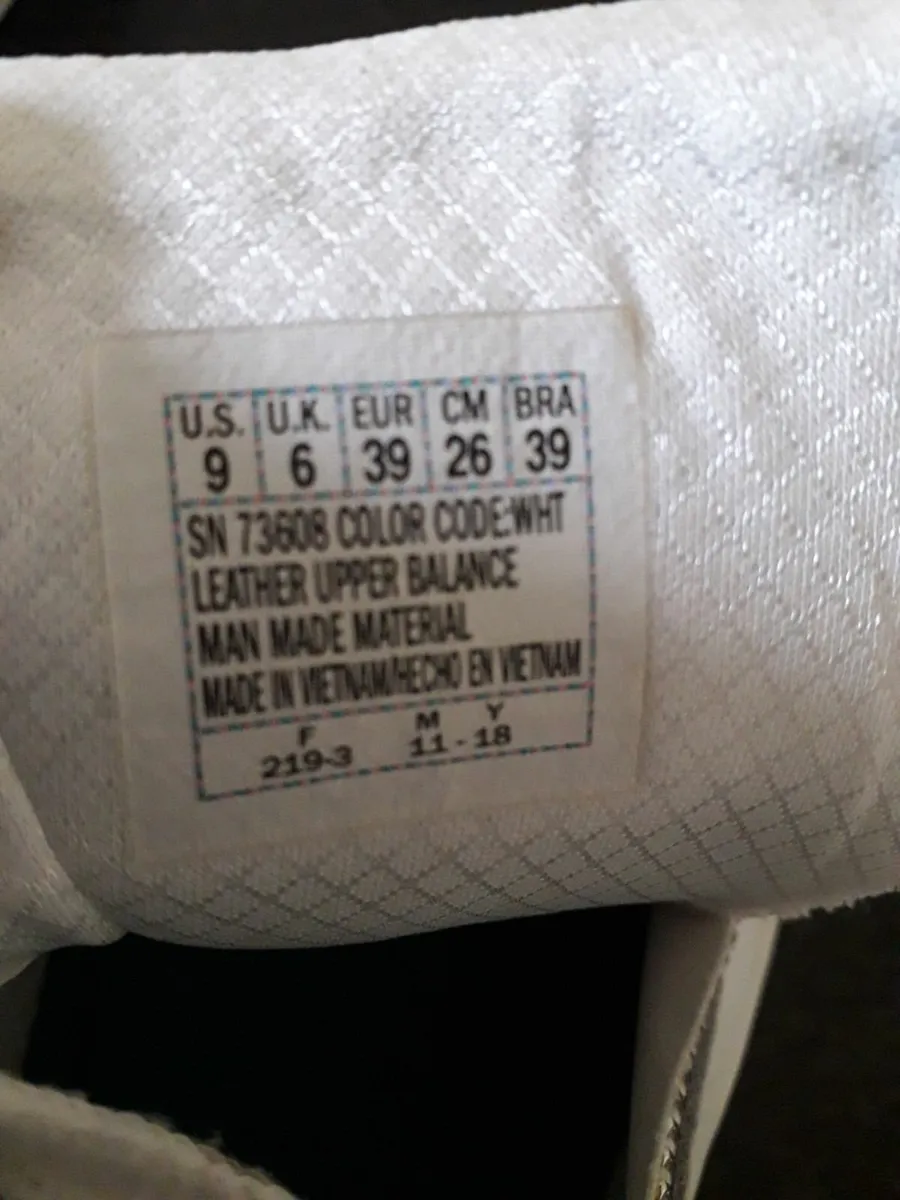 U.S. U.K. EUR CM BRA
9 6 39 26 39
SN 73608 COLOR CODE:WHT
LEATHER UPPER BALANCE
MAN MADE MATERIAL
MADE IN VIETNAM/HECHO EN VIETNAM
F M Y
219-3 11-18